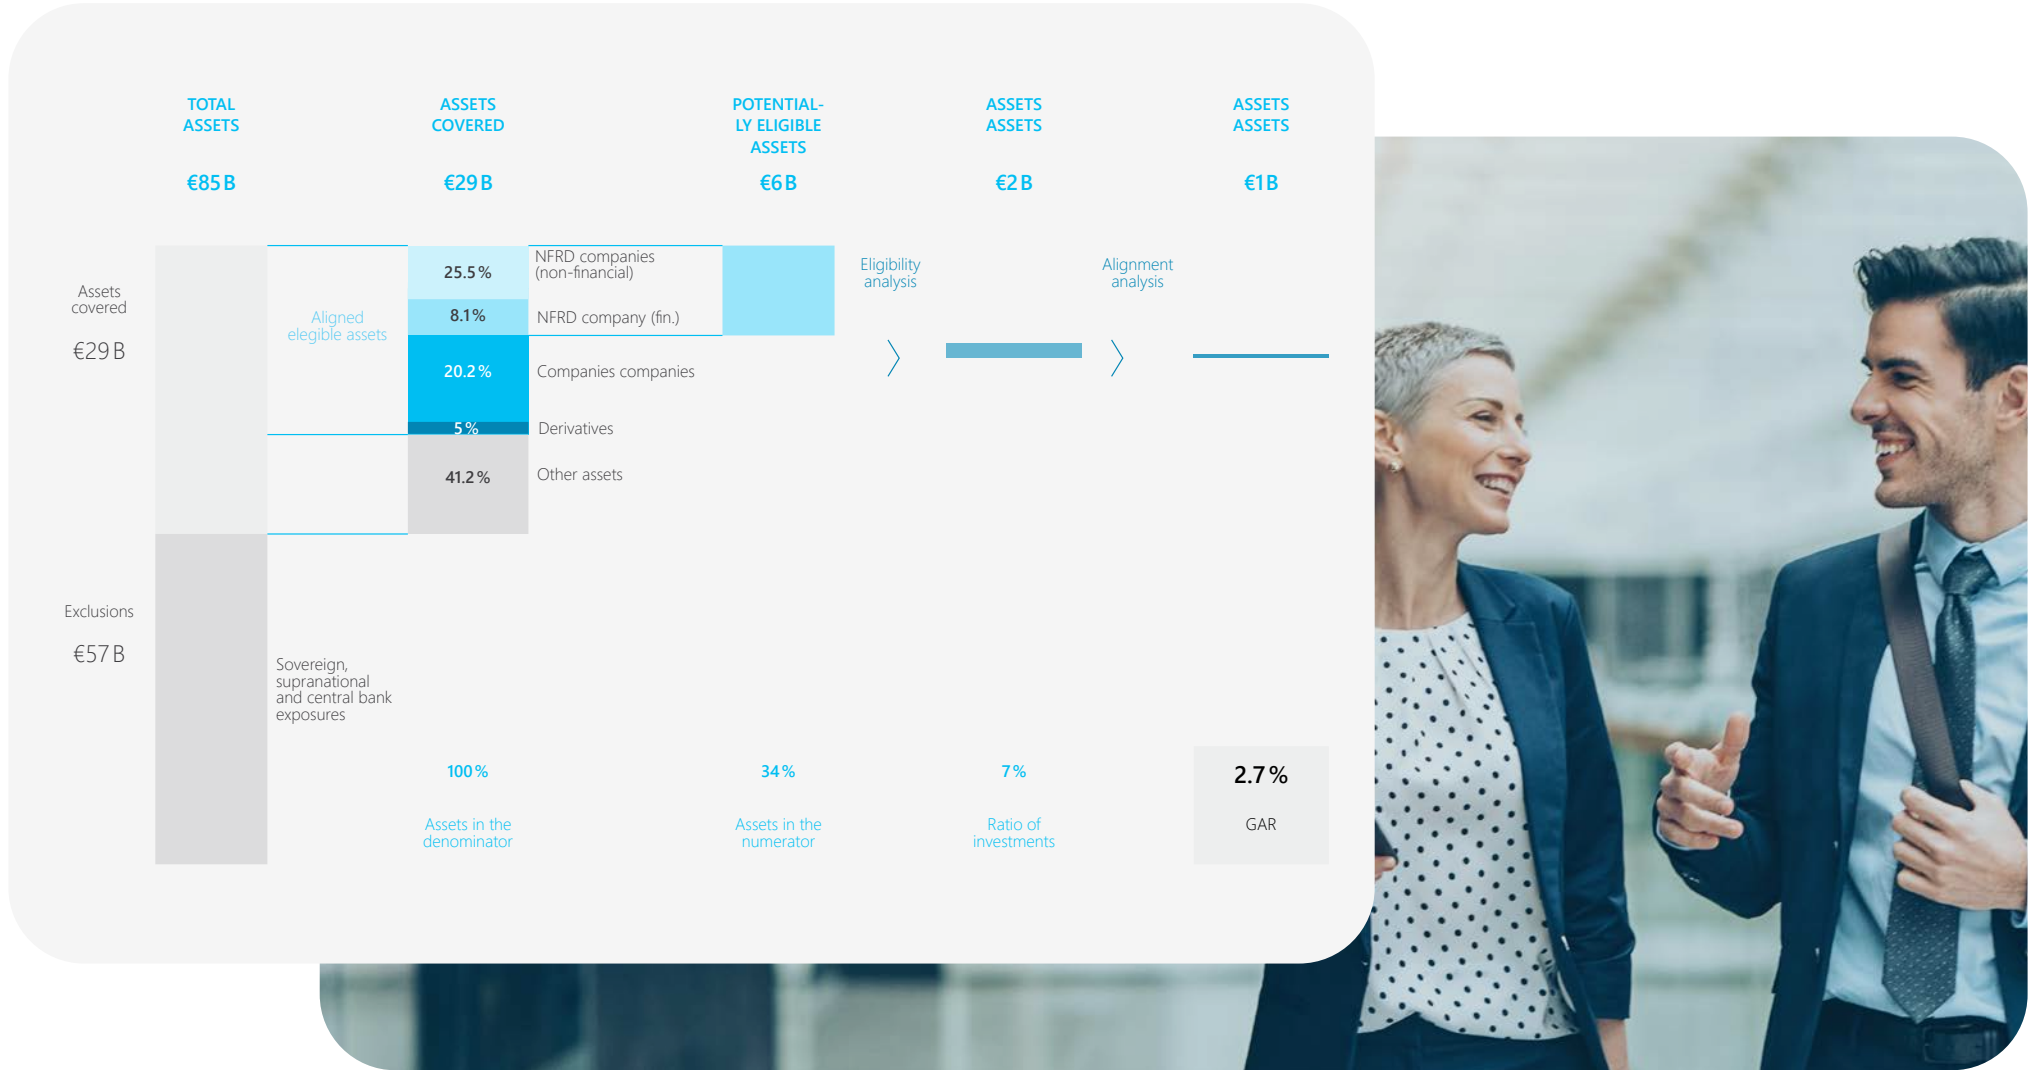 TOTAL
ASSETS
€85 B
ASSETS
COVERED
€29 B
POTENTIAL-
LY ELIGIBLE
ASSETS
€6 B
ASSETS
ASSETS
€2 B
ASSETS
ASSETS
€1 B
Assets
covered
€29 B
Aligned
elegible assets
25.5 %
NFRD companies
(non-financial)
8.1 %
NFRD company (fin.)
20.2 %
Companies companies
5 %
Derivatives
41.2 %
Other assets
Eligibility
analysis
Alignment
analysis
Exclusions
€57 B
Sovereign,
supranational
and central bank
exposures
100 %
Assets in the
denominator
34 %
Assets in the
numerator
7 %
Ratio of
investments
2.7 %
GAR